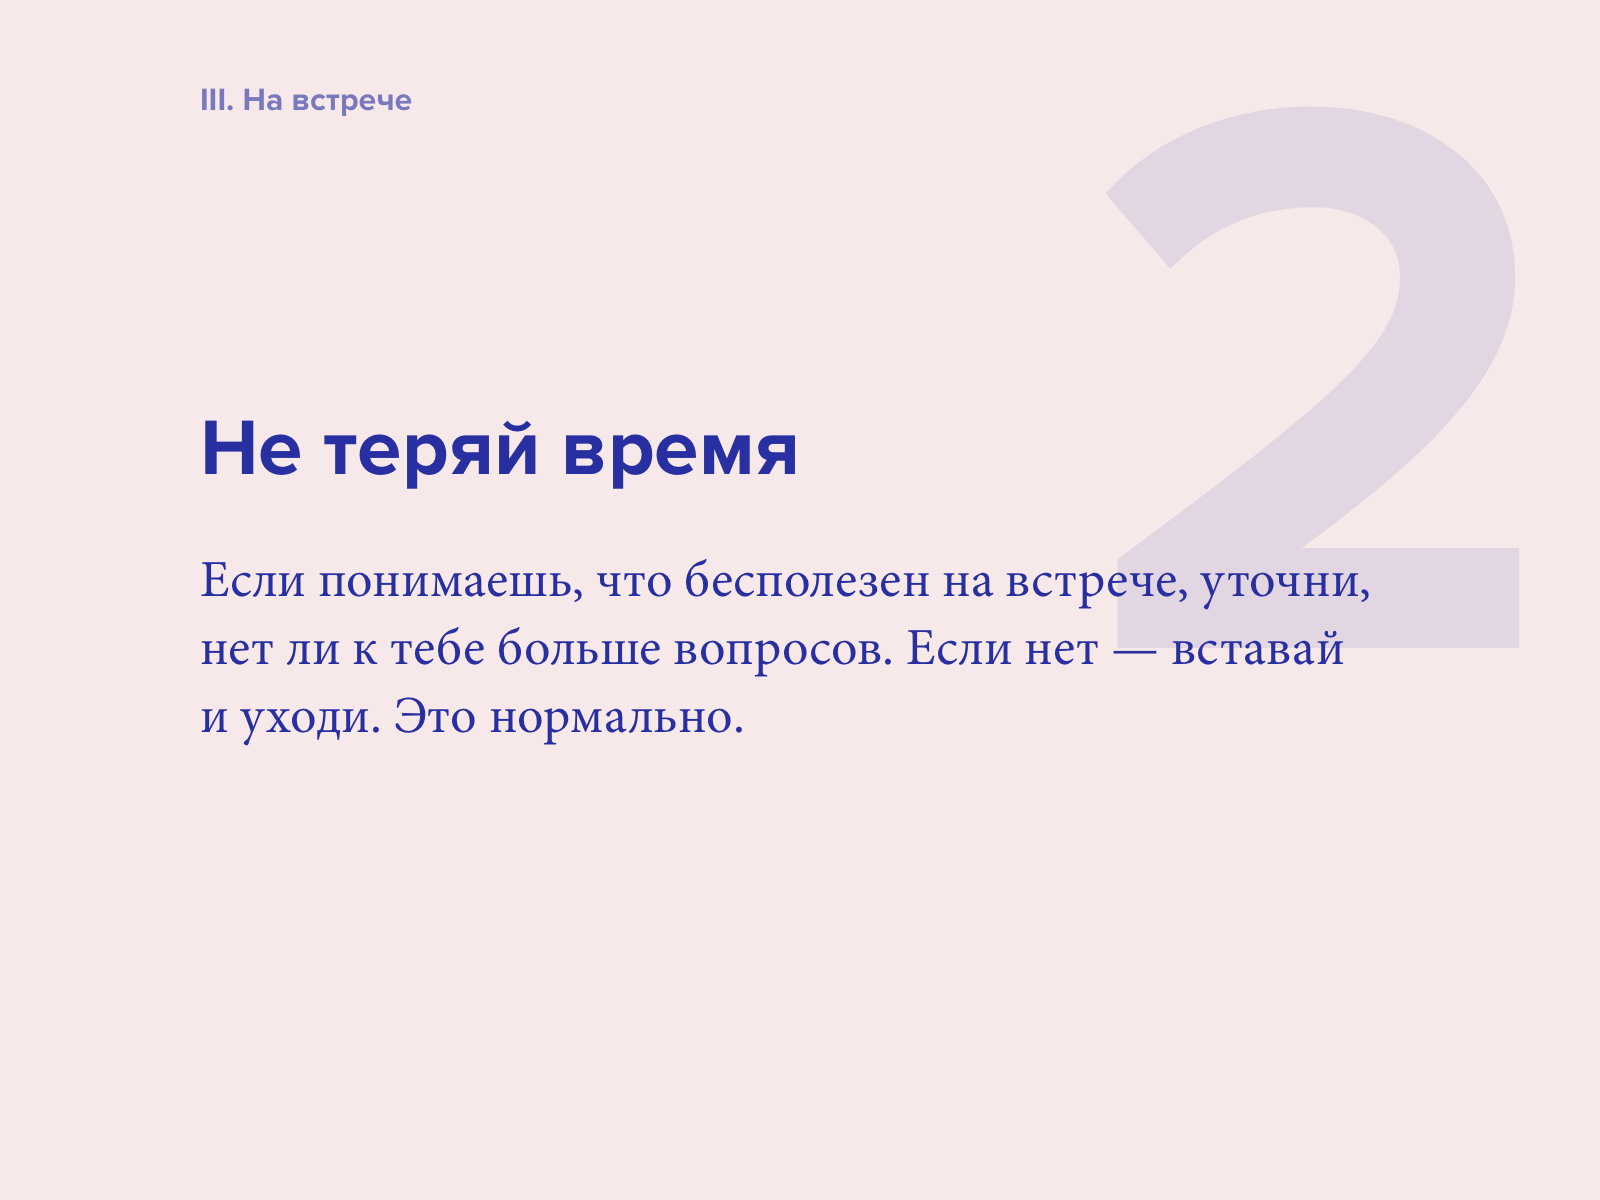 III. На встрече
2
Не теряй время
Если понимаешь, что бесполезен на встрече, уточни,
нет ли к тебе больше вопросов. Если нет — вставай
и уходи. Это нормально.